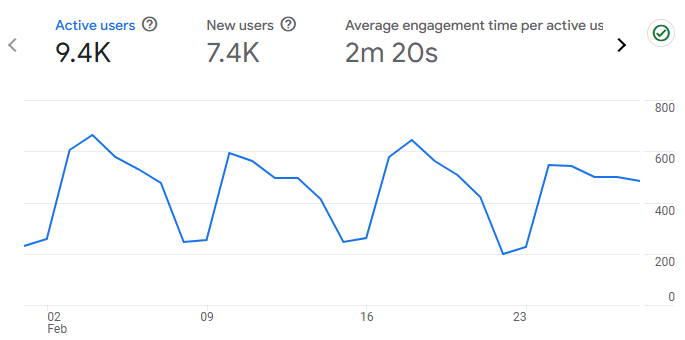 Active users
9.4K
New users
7.4K
Average engagement time per active us
2m 20s
800
600
400
200
0
02
Feb
09
16
23